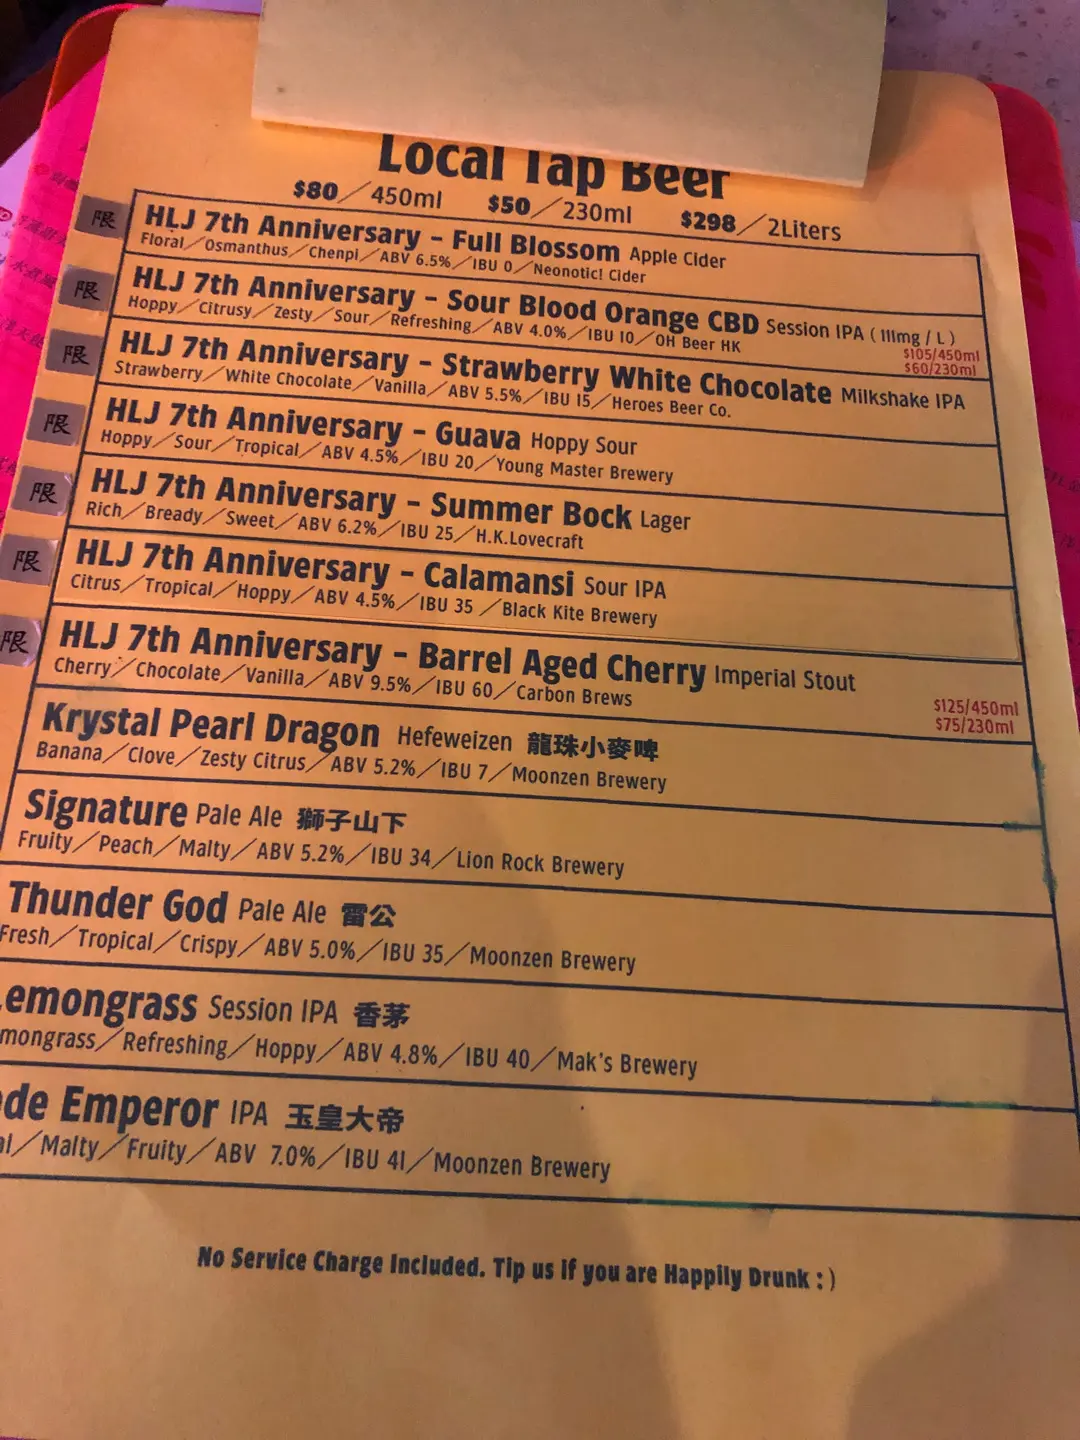 Local Tap Beer
$80／450ml $50／230ml $298／2Liters
限 HLJ 7th Anniversary - Full Blossom Apple Cider
Floral／Osmanthus／Chenpi／ABV 6.5%／IBU 0／Neonotic! Cider
限 HLJ 7th Anniversary - Sour Blood Orange CBD Session IPA (111mg / L)
Hoppy／Citrusy／Zesty／Sour／Refreshing／ABV 4.0%／IBU 10／OH Beer HK
$105/450ml
$60/230ml
限 HLJ 7th Anniversary - Strawberry White Chocolate Milkshake IPA
Strawberry／White Chocolate／Vanilla／ABV 5.5%／IBU 15／Heroes Beer Co.
限 HLJ 7th Anniversary - Guava Hoppy Sour
Hoppy／Sour／Tropical／ABV 4.5%／IBU 20／Young Master Brewery
限 HLJ 7th Anniversary - Summer Bock Lager
Rich／Bready／Sweet／ABV 6.2%／IBU 25／H.K.Lovecraft
限 HLJ 7th Anniversary - Calamansi Sour IPA
Citrus／Tropical／Hoppy／ABV 4.5%／IBU 35／Black Kite Brewery
限 HLJ 7th Anniversary - Barrel Aged Cherry Imperial Stout
Cherry／Chocolate／Vanilla／ABV 9.5%／IBU 60／Carbon Brews
$125/450ml
$75/230ml
Krystal Pearl Dragon Hefeweizen 龍珠小麥啤
Banana／Clove／Zesty Citrus／ABV 5.2%／IBU 7／Moonzen Brewery
Signature Pale Ale 獅子山下
Fruity／Peach／Malty／ABV 5.2%／IBU 34／Lion Rock Brewery
Thunder God Pale Ale 雷公
Fresh／Tropical／Crispy／ABV 5.0%／IBU 35／Moonzen Brewery
Lemongrass Session IPA 香茅
mongrass／Refreshing／Hoppy／ABV 4.8%／IBU 40／Mak's Brewery
de Emperor IPA 玉皇大帝
al／Malty／Fruity／ABV 7.0%／IBU 41／Moonzen Brewery
No Service Charge Included. Tip us if you are Happily Drunk : )